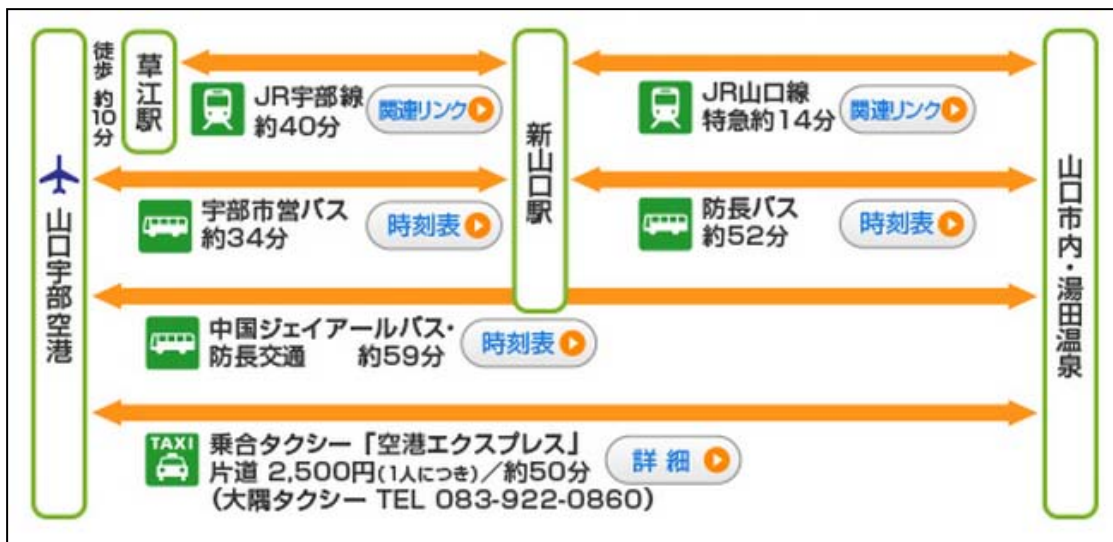 山口宇部空港
徒歩 約10分
草江駅
JR宇部線
約40分
関連リンク
新山口駅
JR山口線
特急約14分
関連リンク
山口市内・湯田温泉
宇部市営バス
約34分
時刻表
防長バス
約52分
時刻表
中国ジェイアールバス・
防長交通 約59分
時刻表
TAXI
乗合タクシー「空港エクスプレス」
片道 2,500円(1人につき)／約50分
(大隅タクシー TEL 083-922-0860)
詳細